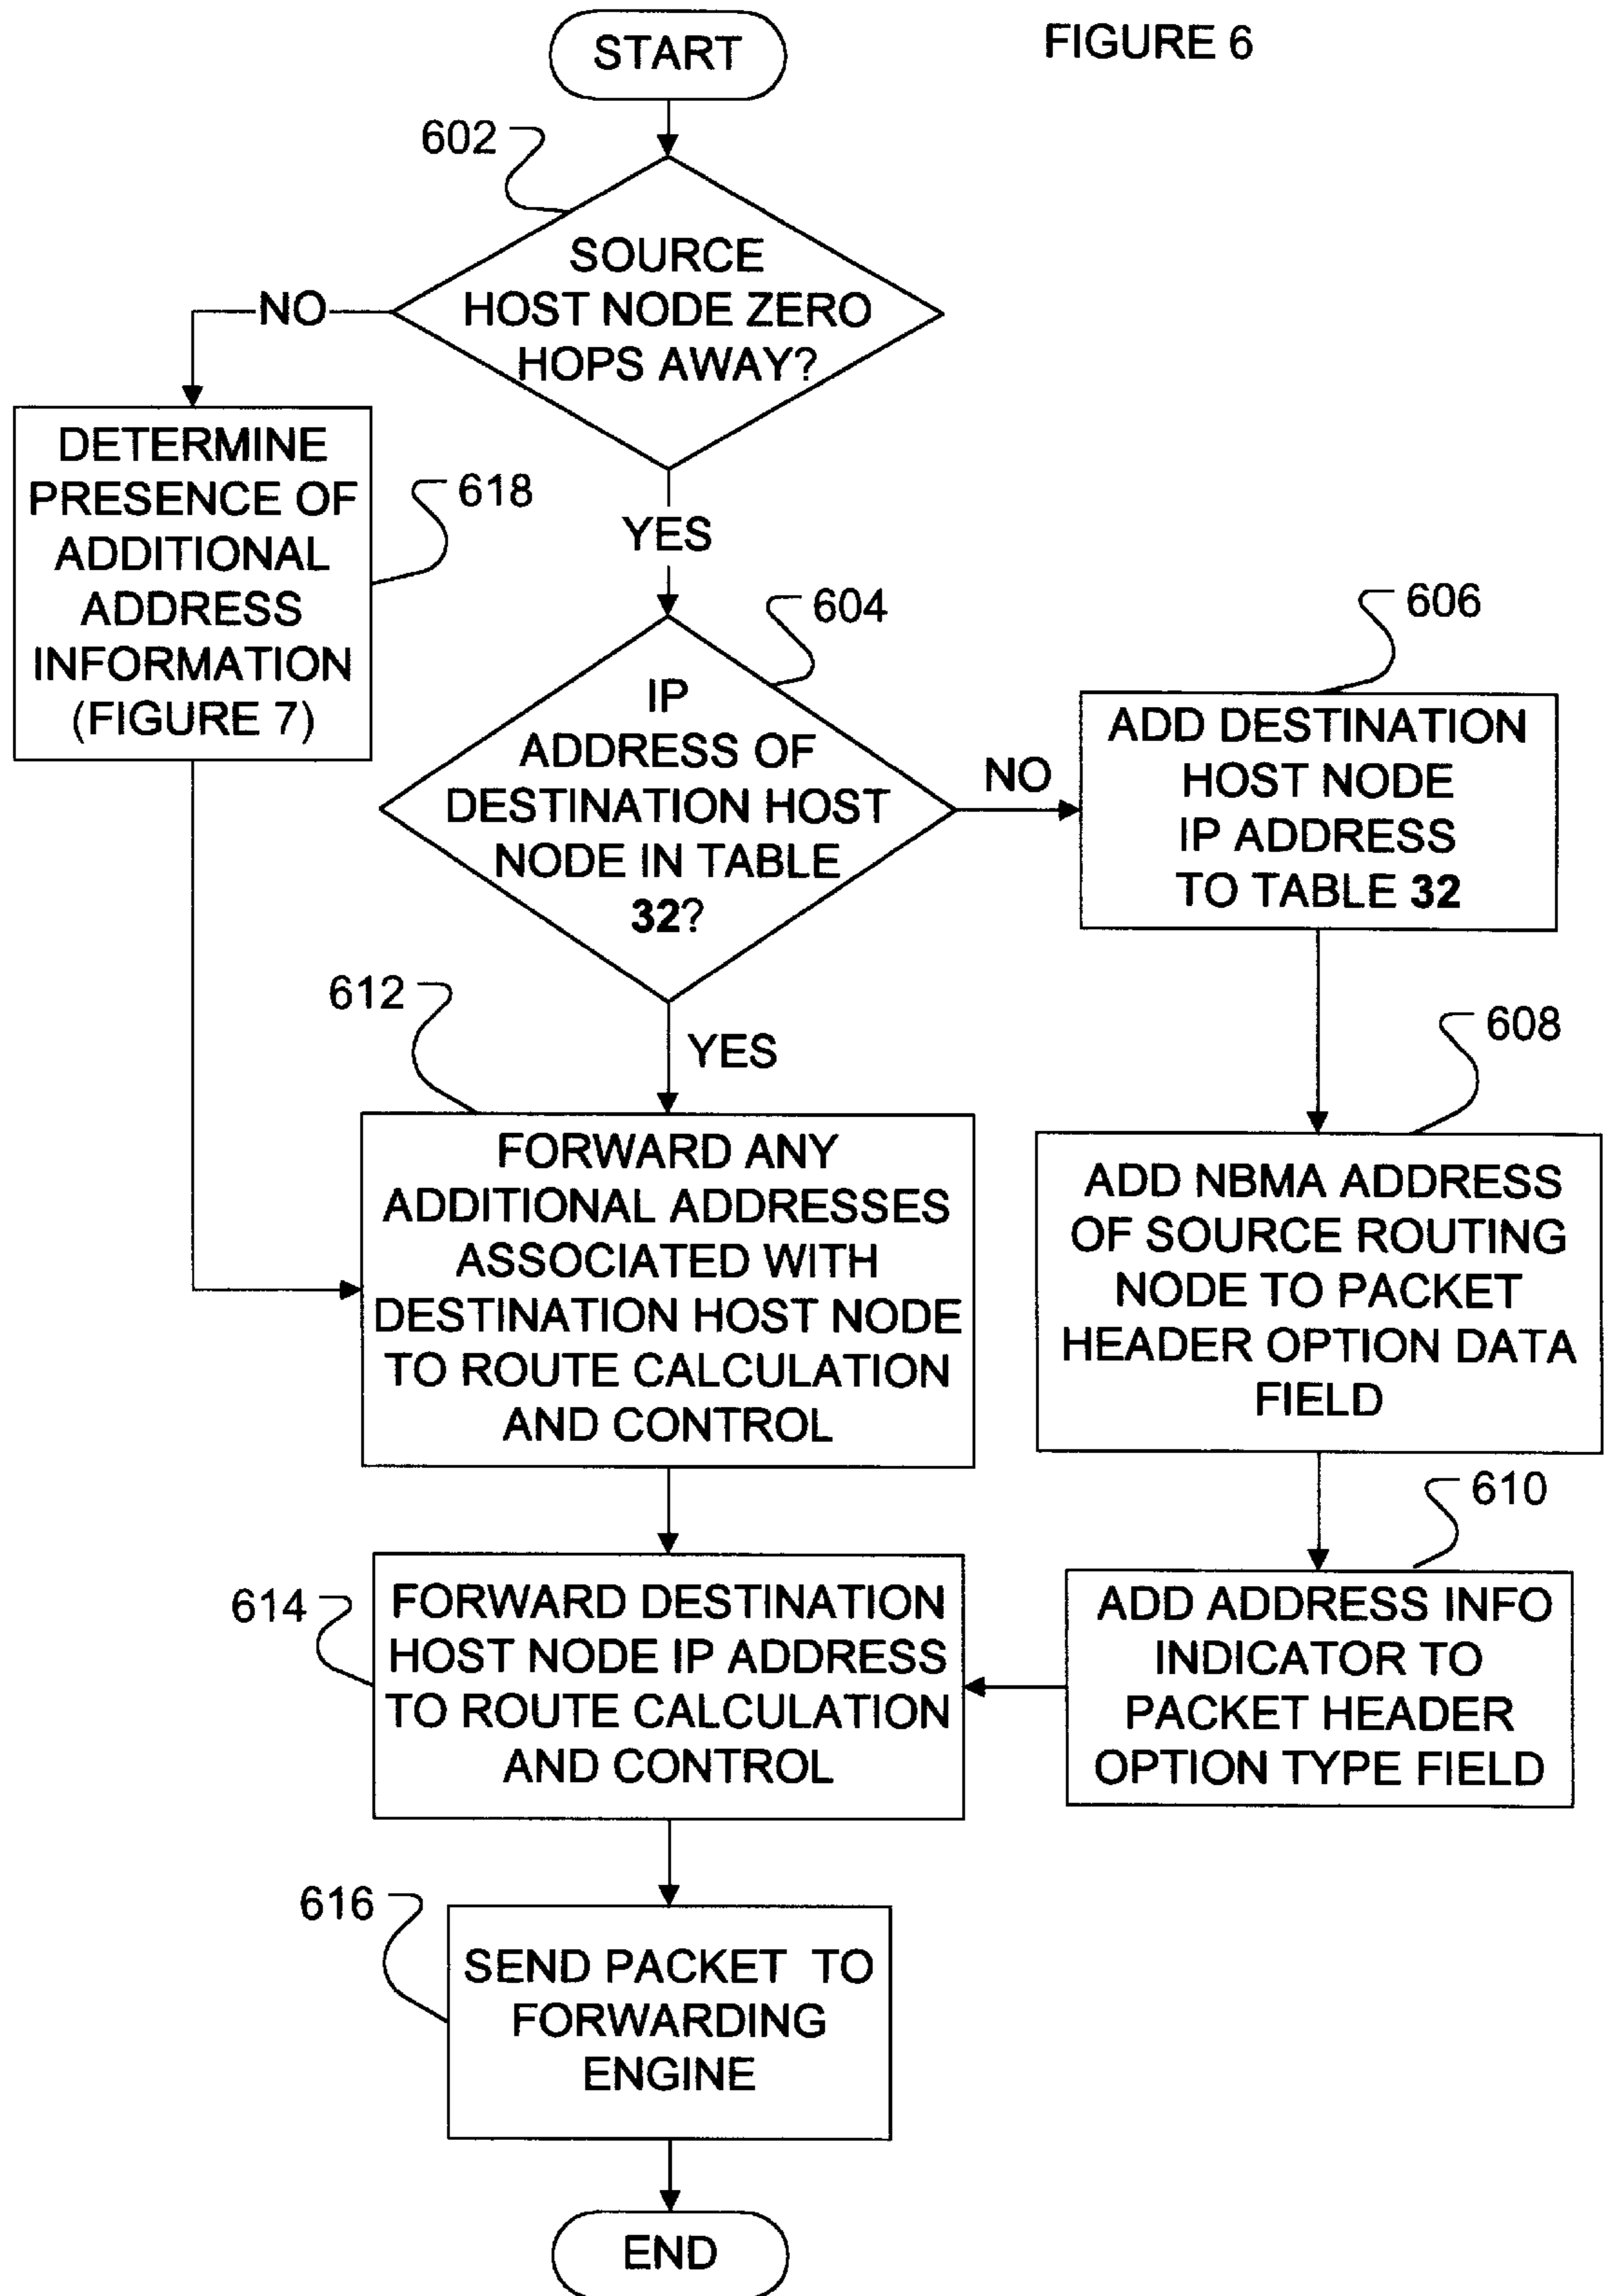 START
FIGURE 6
602
SOURCE
HOST NODE ZERO
HOPS AWAY?
NO
YES
DETERMINE
PRESENCE OF
ADDITIONAL
ADDRESS
INFORMATION
(FIGURE 7)
618
604
IP
ADDRESS OF
DESTINATION HOST
NODE IN TABLE
32?
NO
YES
606
ADD DESTINATION
HOST NODE
IP ADDRESS
TO TABLE 32
608
ADD NBMA ADDRESS
OF SOURCE ROUTING
NODE TO PACKET
HEADER OPTION DATA
FIELD
612
FORWARD ANY
ADDITIONAL ADDRESSES
ASSOCIATED WITH
DESTINATION HOST NODE
TO ROUTE CALCULATION
AND CONTROL
610
ADD ADDRESS INFO
INDICATOR TO
PACKET HEADER
OPTION TYPE FIELD
614
FORWARD DESTINATION
HOST NODE IP ADDRESS
TO ROUTE CALCULATION
AND CONTROL
616
SEND PACKET TO
FORWARDING
ENGINE
END